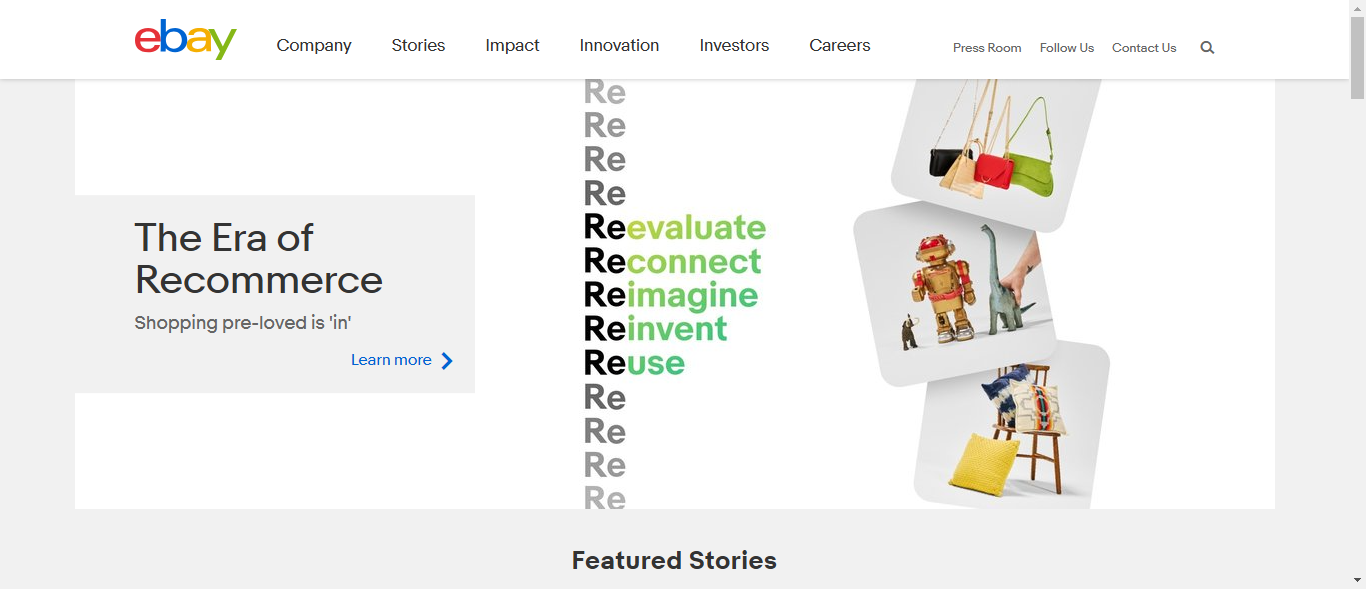 ebay
Company Stories Impact Innovation Investors Careers Press Room Follow Us Contact Us
The Era of
Recommerce
Shopping pre-loved is 'in'
Learn more
Re
Re
Re
Re
Reevaluate
Reconnect
Reimagine
Reinvent
Reuse
Re
Re
Re
Re
Featured Stories